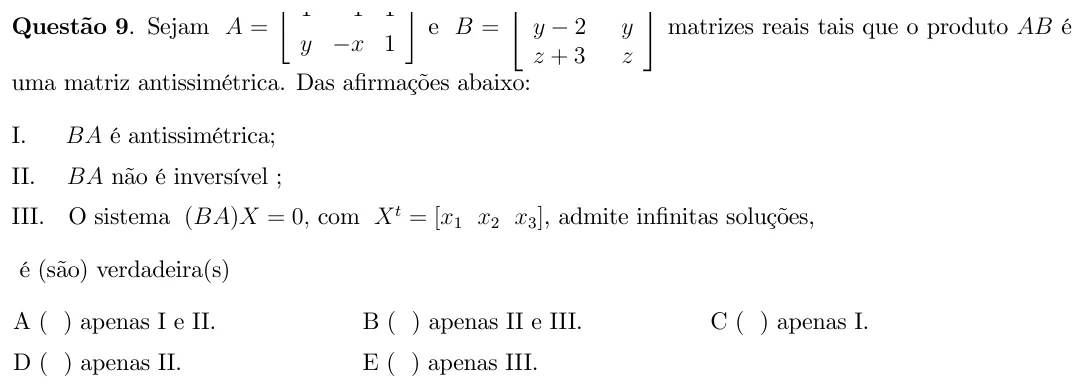 Questão 9. Sejam A = [ y −x 1 ] e B = [ y − 2 y z + 3 z ] matrizes reais tais que o produto AB é
uma matriz antissimétrica. Das afirmações abaixo:
I. BA é antissimétrica;
II. BA não é inversível ;
III. O sistema (BA)X = 0, com Xᵗ = [x₁ x₂ x₃], admite infinitas soluções,
é (são) verdadeira(s)
A ( ) apenas I e II. B ( ) apenas II e III. C ( ) apenas I.
D ( ) apenas II. E ( ) apenas III.